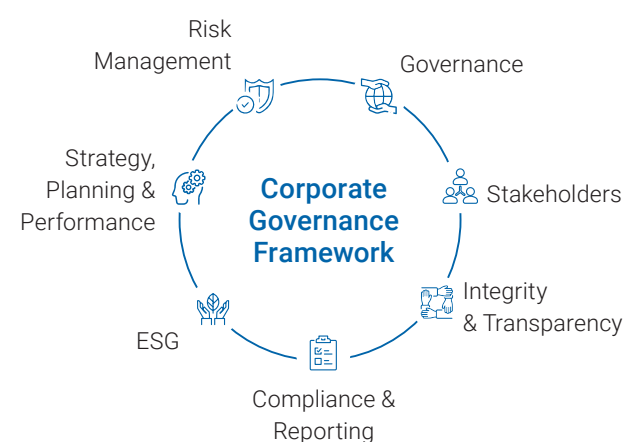 Risk
Management
Governance
Strategy,
Planning &
Performance
Corporate
Governance
Framework
Stakeholders
Integrity
& Transparency
ESG
Compliance &
Reporting